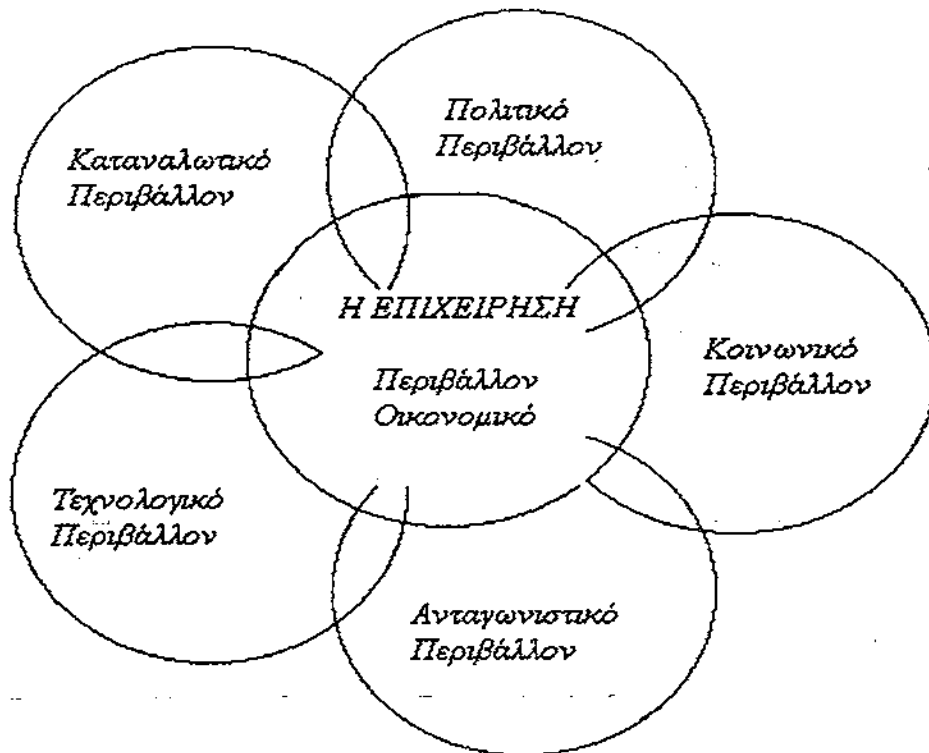 Πολιτικό
Περιβάλλον
Καταναλωτικό
Περιβάλλον
Η ΕΠΙΧΕΙΡΗΣΗ
Περιβάλλον
Οικονομικό
Κοινωνικό
Περιβάλλον
Τεχνολογικό
Περιβάλλον
Ανταγωνιστικό
Περιβάλλον